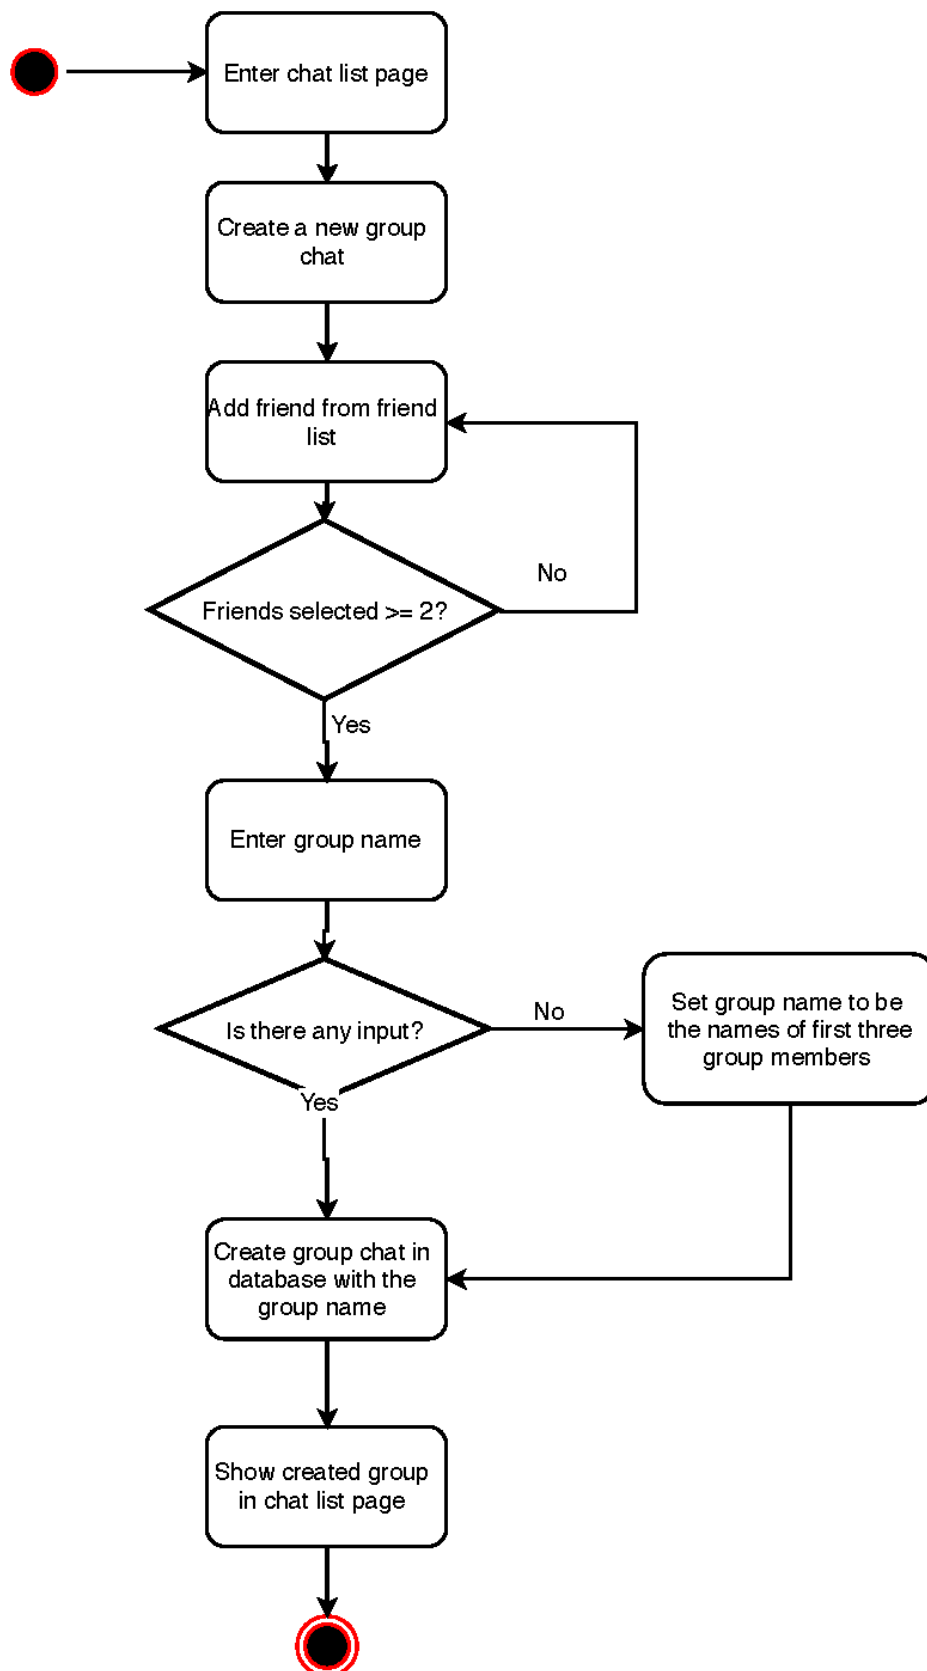 Enter chat list page
Create a new group
chat
Add friend from friend
list
Friends selected >= 2?
No
Yes
Enter group name
Is there any input?
No
Set group name to be
the names of first three
group members
Yes
Create group chat in
database with the
group name
Show created group
in chat list page